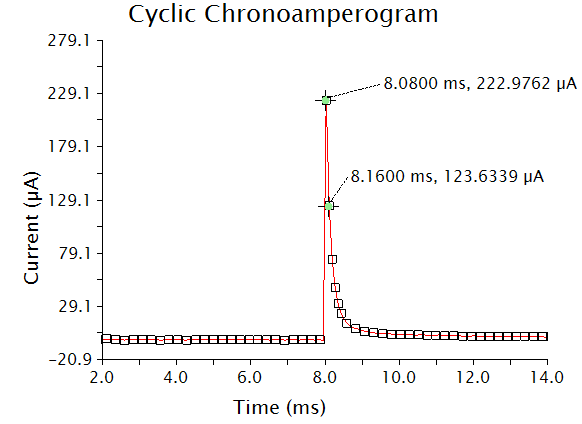 Cyclic Chronoamperogram
279.1
229.1
179.1
129.1
79.1
29.1
−20.9
Current (µA)
8.0800 ms, 222.9762 µA
8.1600 ms, 123.6339 µA
2.0 4.0 6.0 8.0 10.0 12.0 14.0
Time (ms)